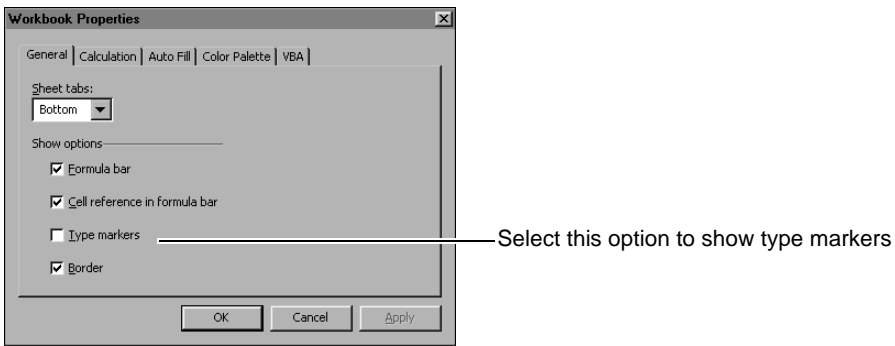 Workbook Properties
General Calculation Auto Fill Color Palette VBA
Sheet tabs:
Bottom
Show options
Formula bar
Cell reference in formula bar
Type markers
Select this option to show type markers
Border
OK Cancel Apply